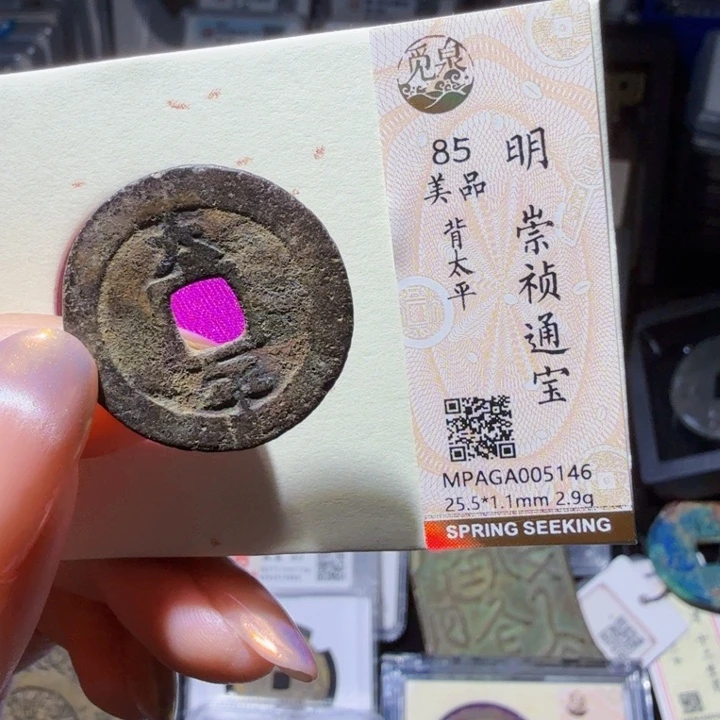 觅泉
明 崇祯通宝
85
美品
背太平
MPAGA005146
25.5*1.1mm 2.9g
SPRING SEEKING